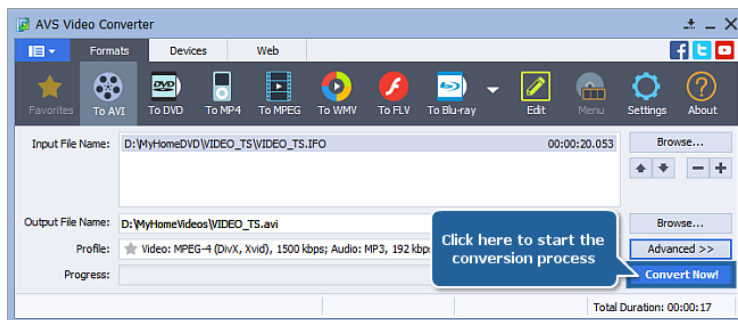 AVS Video Converter
Formats Devices Web
Favorites To AVI To DVD To MP4 To MPEG To WMV To FLV To Blu-ray Edit Menu Settings About
DVD
Input File Name: D:\MyHomeDVD\VIDEO_TS\VIDEO_TS.IFO 00:00:20.053 Browse...
Output File Name: D:\MyHomeVideos\VIDEO_TS.avi Browse...
Profile: Video: MPEG-4 (DivX, Xvid), 1500 kbps; Audio: MP3, 192 kbp Advanced >>
Click here to start the
conversion process
Progress: Convert Now!
Total Duration: 00:00:17